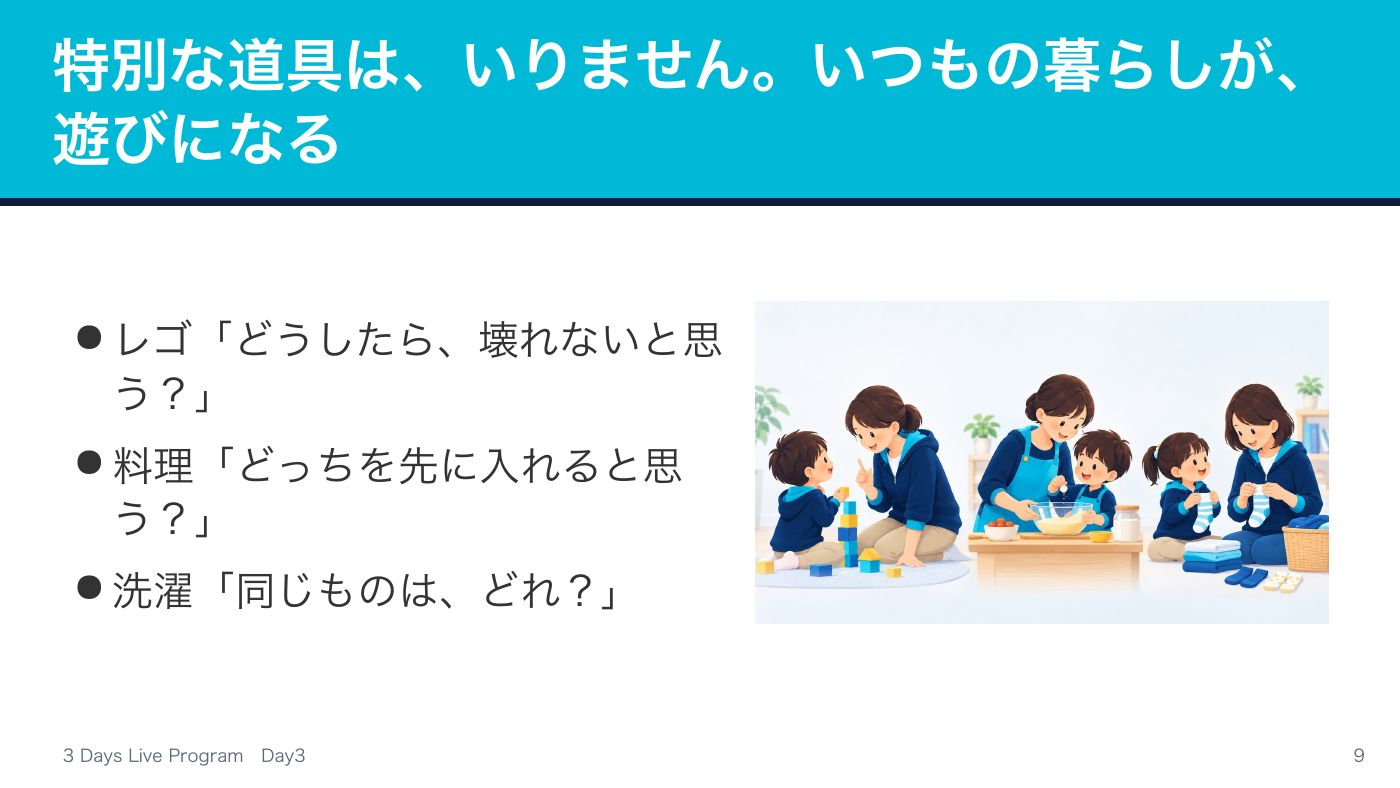 特別な道具は、いりません。いつもの暮らしが、
遊びになる
● レゴ「どうしたら、壊れないと思
う？」
● 料理「どっちを先に入れると思
う？」
● 洗濯「同じものは、どれ？」
3 Days Live Program　Day3
9